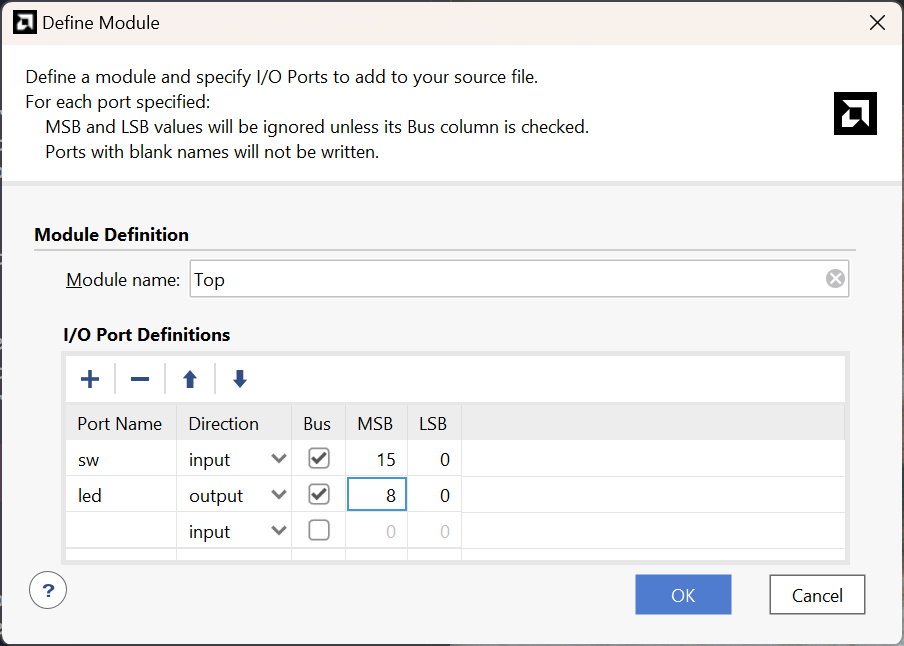 Define Module
Define a module and specify I/O Ports to add to your source file.
For each port specified:
MSB and LSB values will be ignored unless its Bus column is checked.
Ports with blank names will not be written.
Module Definition
Module name: Top
I/O Port Definitions
Port Name Direction Bus MSB LSB
sw input 15 0
led output 8 0
input 0 0
? OK Cancel